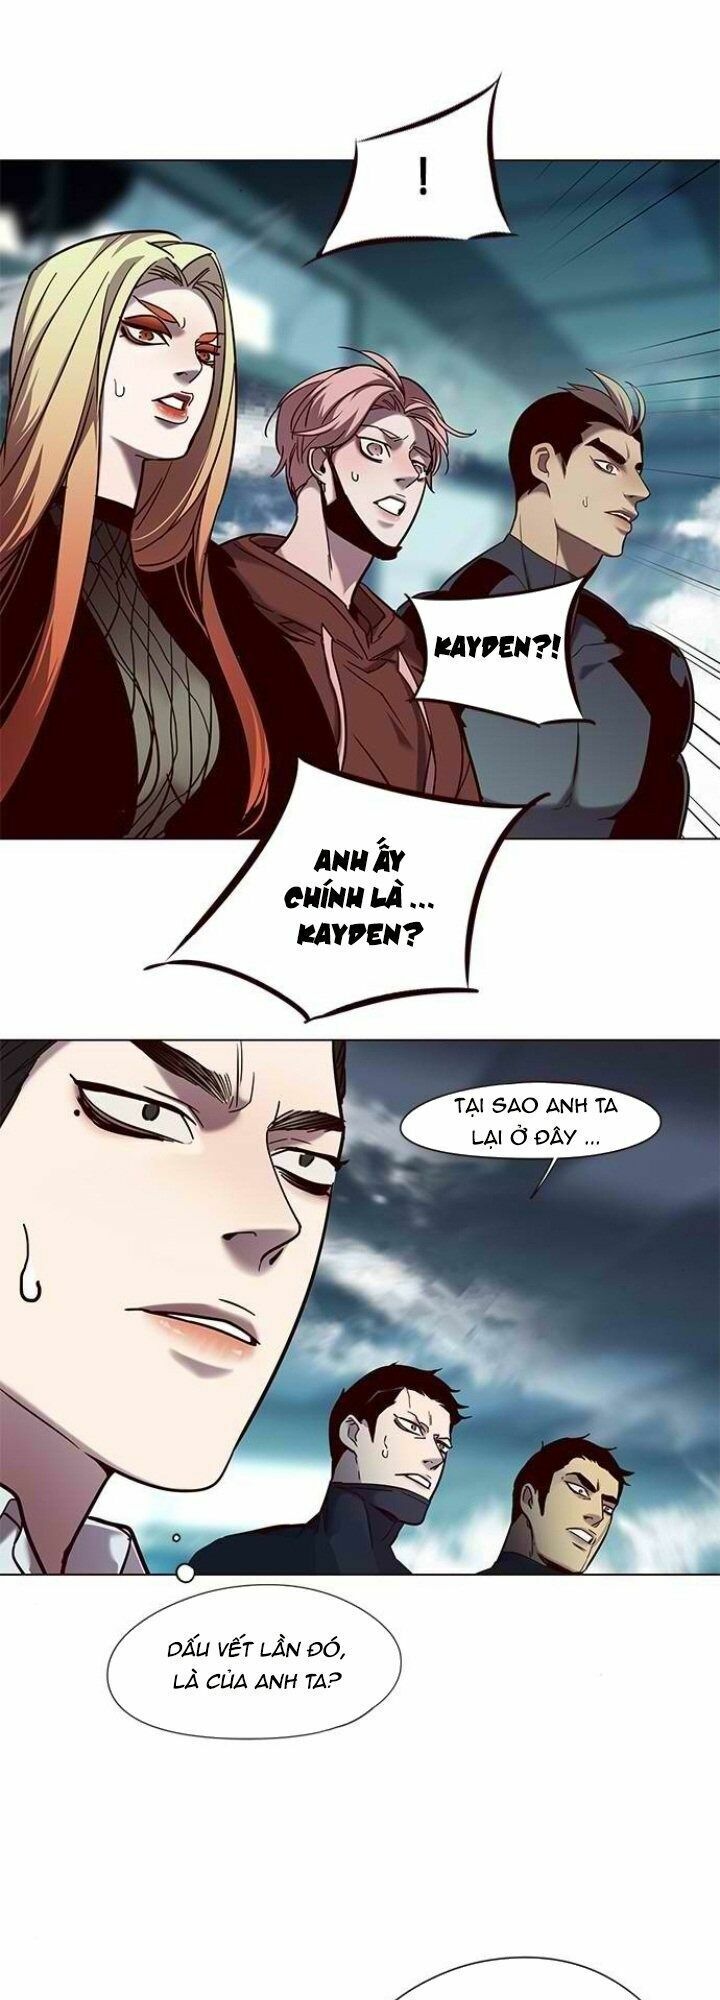 !
KAYDEN?!
ANH ẤY
CHÍNH LÀ ...
KAYDEN?
TẠI SAO ANH TA
LẠI Ở ĐÂY ...
DẤU VẾT LẦN ĐÓ,
LÀ CỦA ANH TA?